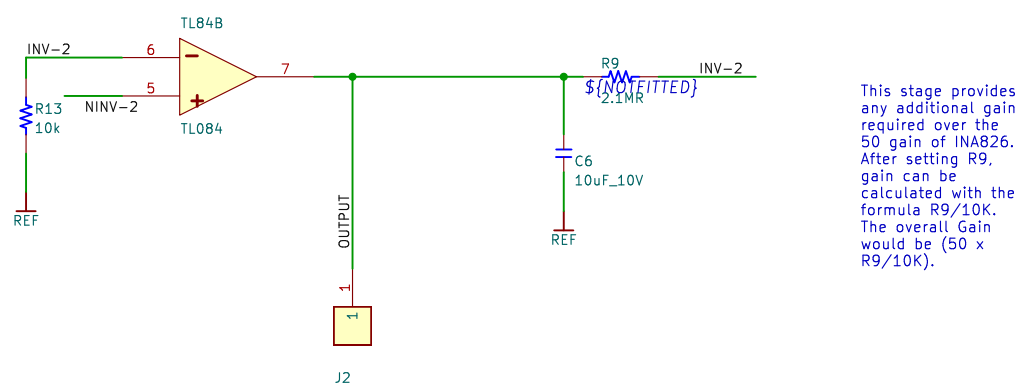 TL84B
INV-2
6
5
NINV-2
7
TL084
R13
10k
REF
OUTPUT
1
1
J2
R9
${NOTFITTED}
2.1MR
INV-2
C6
10uF_10V
REF
This stage provides
any additional gain
required over the
50 gain of INA826.
After setting R9,
gain can be
calculated with the
formula R9/10K.
The overall Gain
would be (50 x
R9/10K).